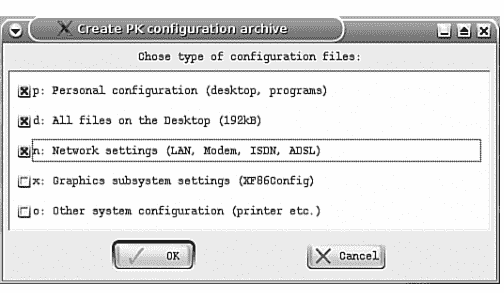 Create PK configuration archive
Chose type of configuration files:
p: Personal configuration (desktop, programs)
d: All files on the Desktop (192kB)
n: Network settings (LAN, Modem, ISDN, ADSL)
x: Graphics subsystem settings (XF86Config)
o: Other system configuration (printer etc.)
OK
Cancel